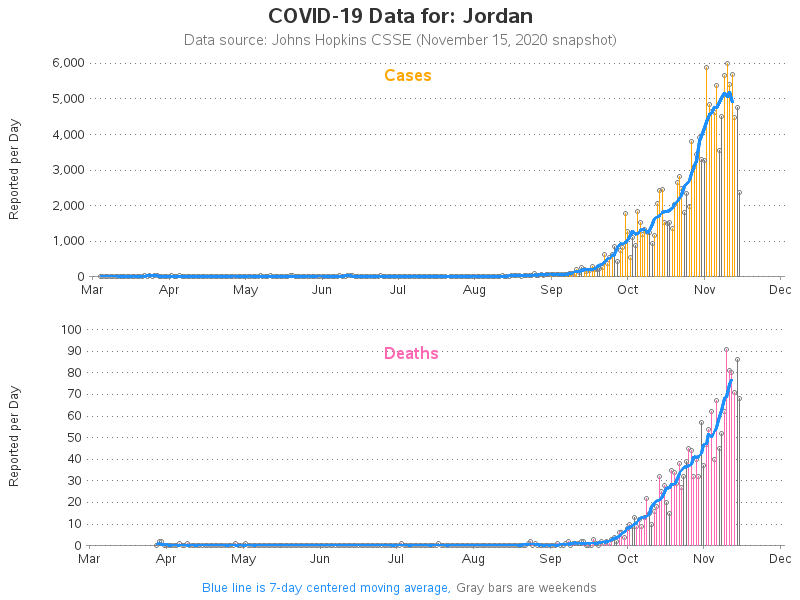 COVID-19 Data for: Jordan
Data source: Johns Hopkins CSSE (November 15, 2020 snapshot)
Cases
Reported per Day
6,000
5,000
4,000
3,000
2,000
1,000
0
Mar Apr May Jun Jul Aug Sep Oct Nov Dec
Deaths
Reported per Day
100
90
80
70
60
50
40
30
20
10
0
Mar Apr May Jun Jul Aug Sep Oct Nov Dec
Blue line is 7-day centered moving average, Gray bars are weekends